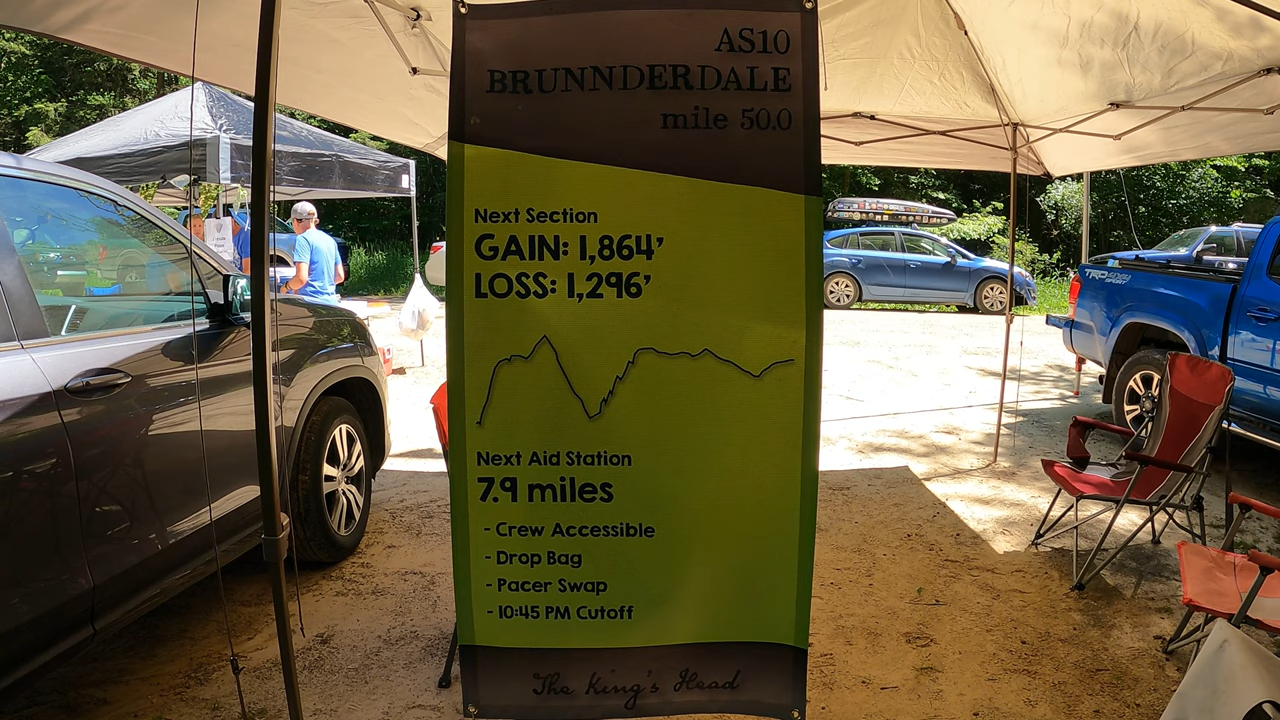 AS10
BRUNNDERDALE
mile 50.0
Next Section
GAIN: 1,864'
LOSS: 1,296'
Next Aid Station
7.9 miles
- Crew Accessible
- Drop Bag
- Pacer Swap
- 10:45 PM Cutoff
The King's Head
TRD
SPORT